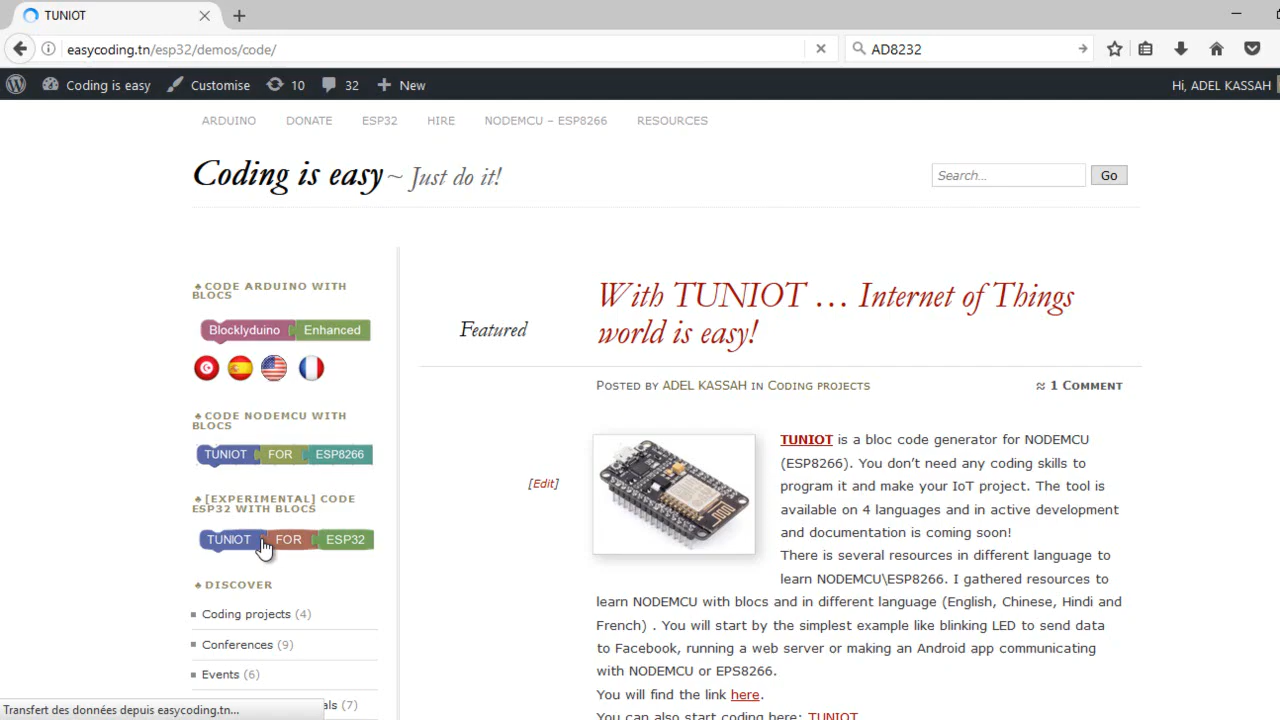 TUNIOT
easycoding.tn/esp32/demos/code/
AD8232
Coding is easy
Customise
10
32
New
Hi, ADEL KASSAH
ARDUINO DONATE ESP32 HIRE NODEMCU – ESP8266 RESOURCES
Coding is easy ~ Just do it!
Search...
Go
♣ CODE ARDUINO WITH
BLOCS
Blocklyduino Enhanced
♣ CODE NODEMCU WITH
BLOCS
TUNIOT FOR ESP8266
♣ [EXPERIMENTAL] CODE
ESP32 WITH BLOCS
TUNIOT FOR ESP32
♣ DISCOVER
Coding projects (4)
Conferences (9)
Events (6)
als (7)
Transfert des données depuis easycoding.tn...
Featured
With TUNIOT … Internet of Things
world is easy!
POSTED BY ADEL KASSAH IN CODING PROJECTS
≈ 1 COMMENT
[Edit]
TUNIOT is a bloc code generator for NODEMCU
(ESP8266). You don't need any coding skills to
program it and make your IoT project. The tool is
available on 4 languages and in active development
and documentation is coming soon!
There is several resources in different language to
learn NODEMCU\ESP8266. I gathered resources to
learn NODEMCU with blocs and in different language (English, Chinese, Hindi and
French) . You will start by the simplest example like blinking LED to send data
to Facebook, running a web server or making an Android app communicating
with NODEMCU or EPS8266.
You will find the link here.
You can also start coding here: TUNIOT